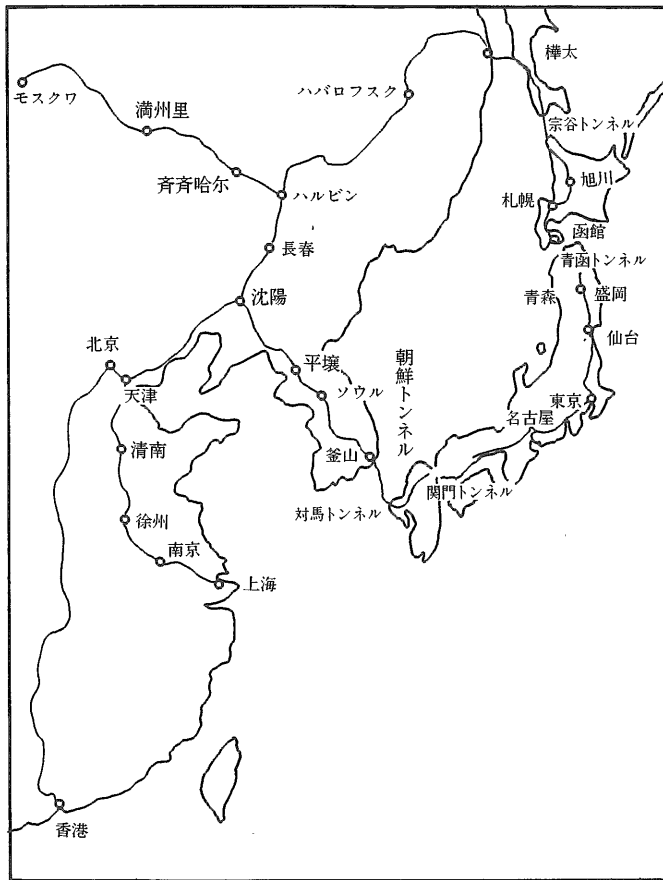 樺太
モスクワ
満州里
ハバロフスク
宗谷トンネル
斉斉哈尔
ハルビン
旭川
札幌
函館
長春
青函トンネル
沈陽
青森
盛岡
仙台
北京
平壌
朝鮮トンネル
天津
ソウル
東京
名古屋
清南
釜山
関門トンネル
対馬トンネル
徐州
南京
上海
香港